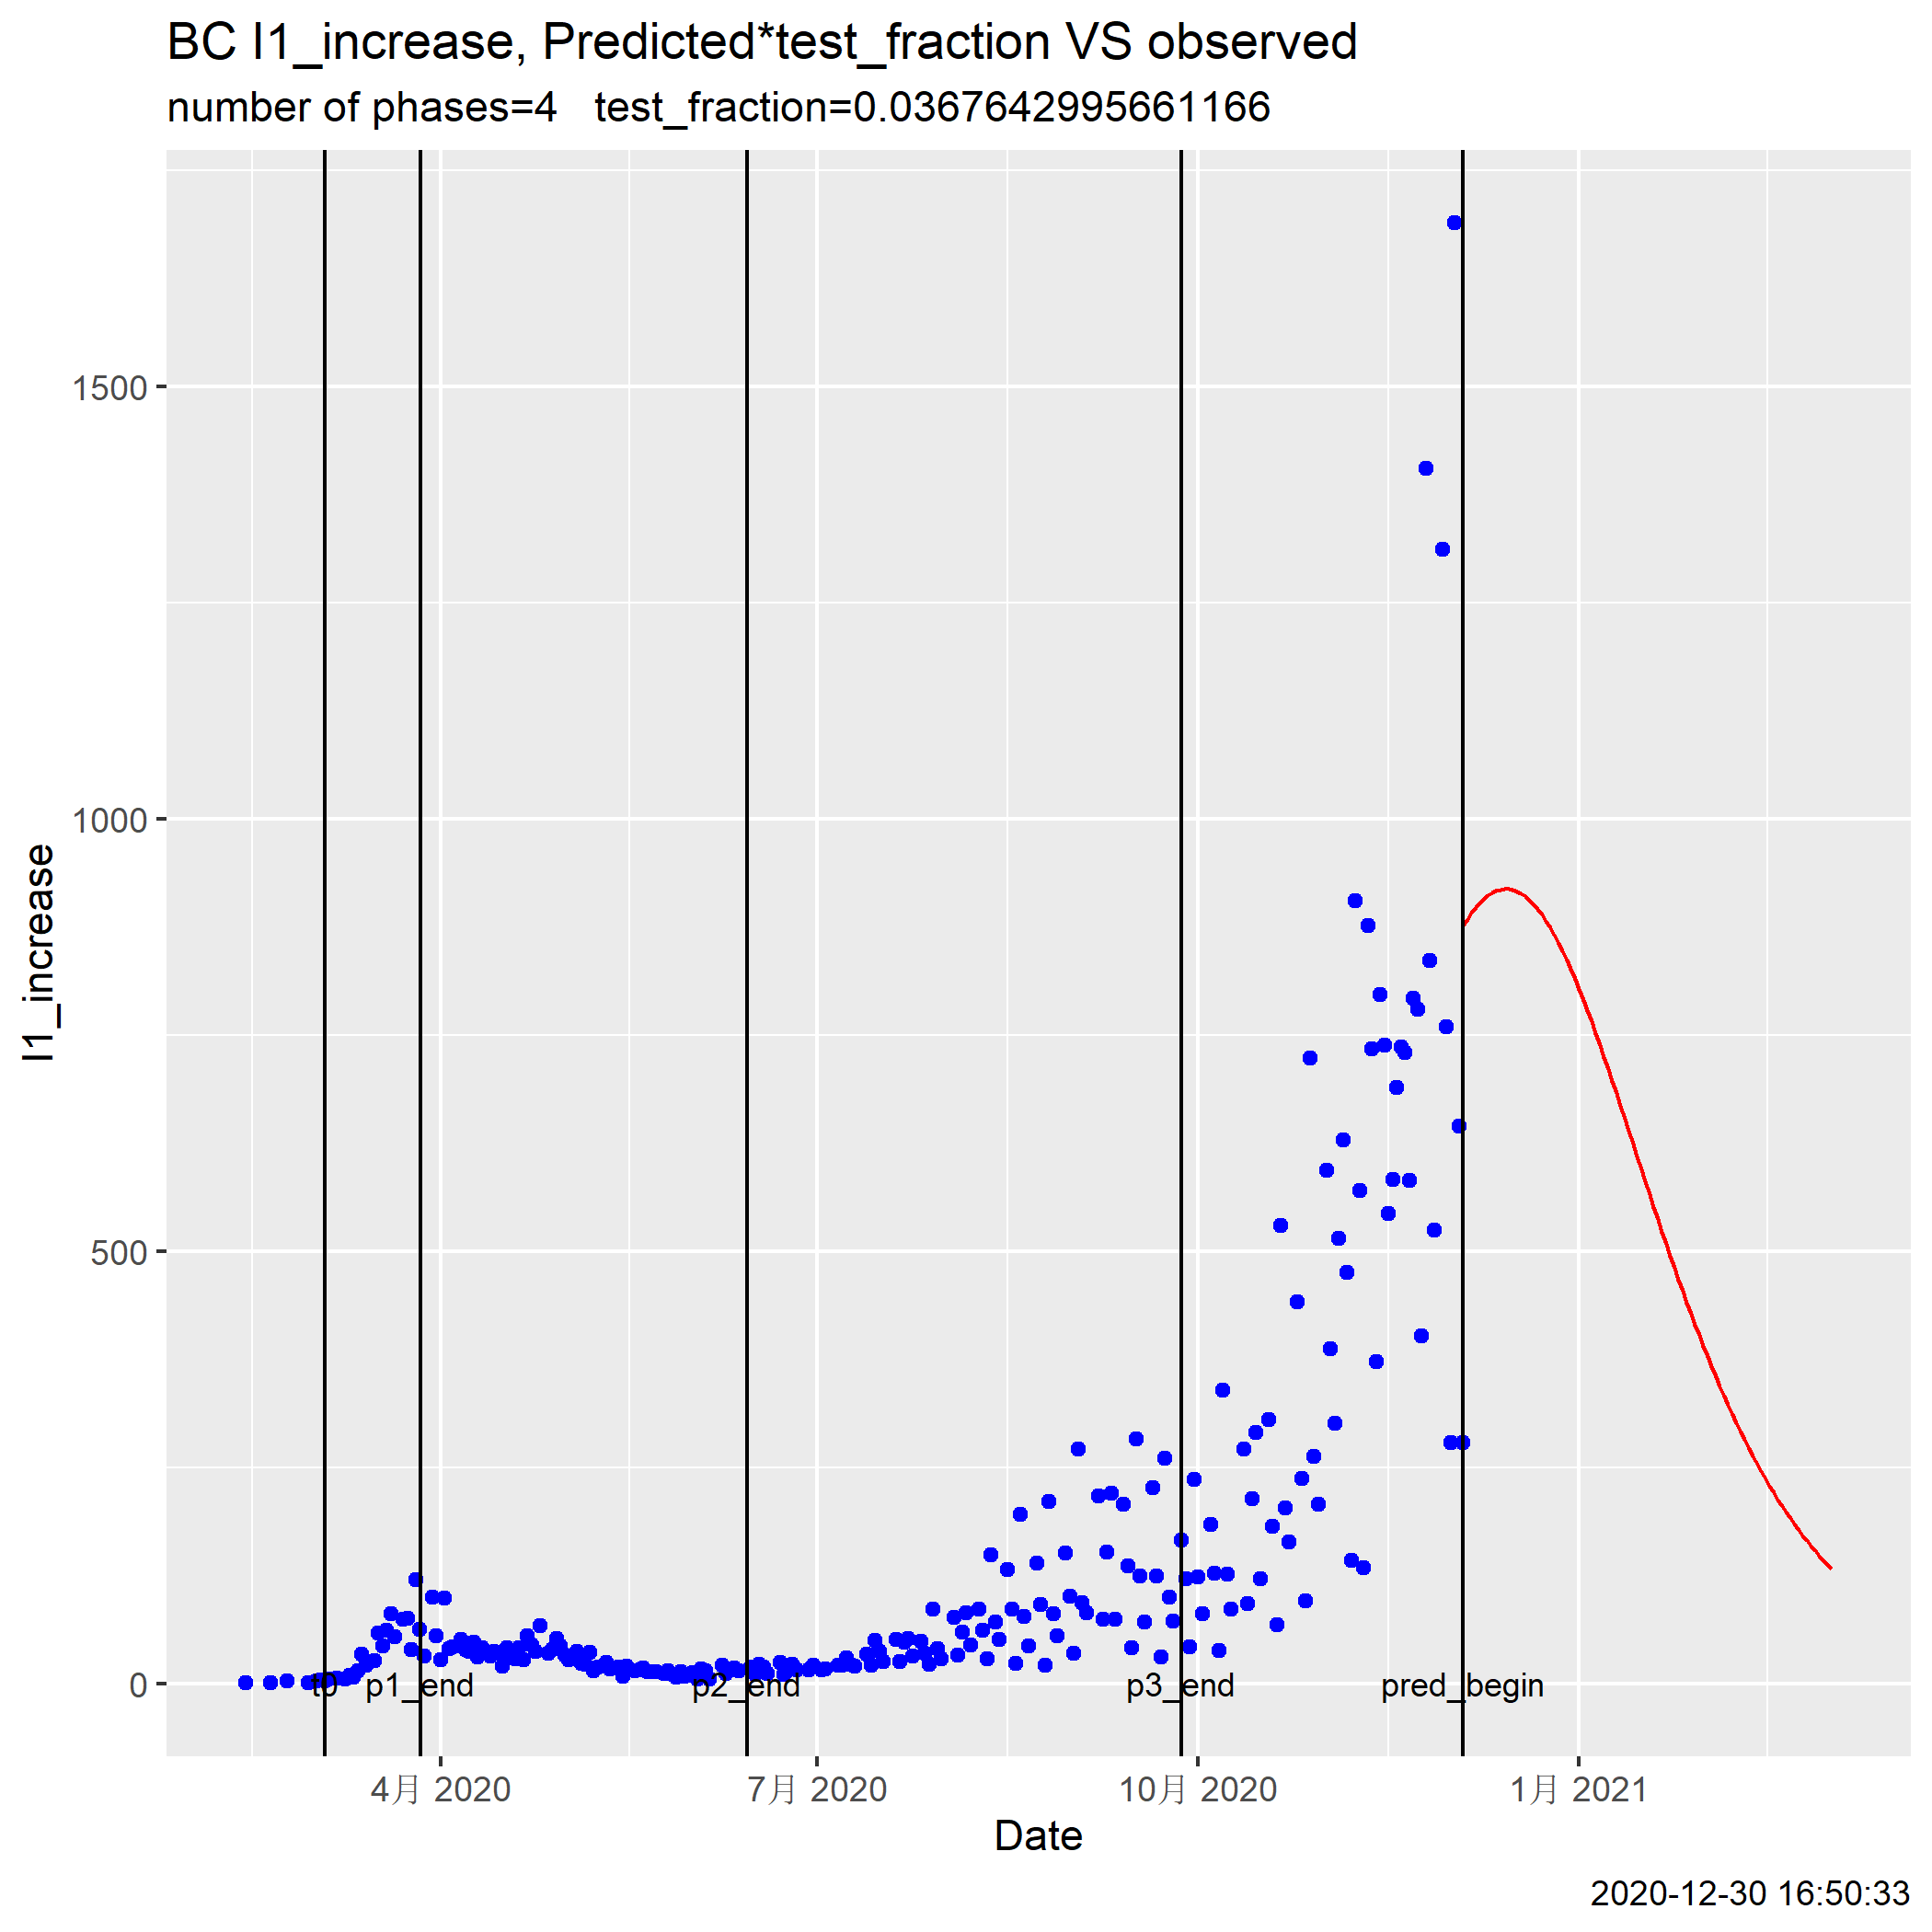 BC I1_increase, Predicted*test_fraction VS observed
number of phases=4   test_fraction=0.0367642995661166
I1_increase
1500
1000
500
0
t0 p1_end p2_end p3_end pred_begin
4月 2020 7月 2020 10月 2020 1月 2021
Date
2020-12-30 16:50:33